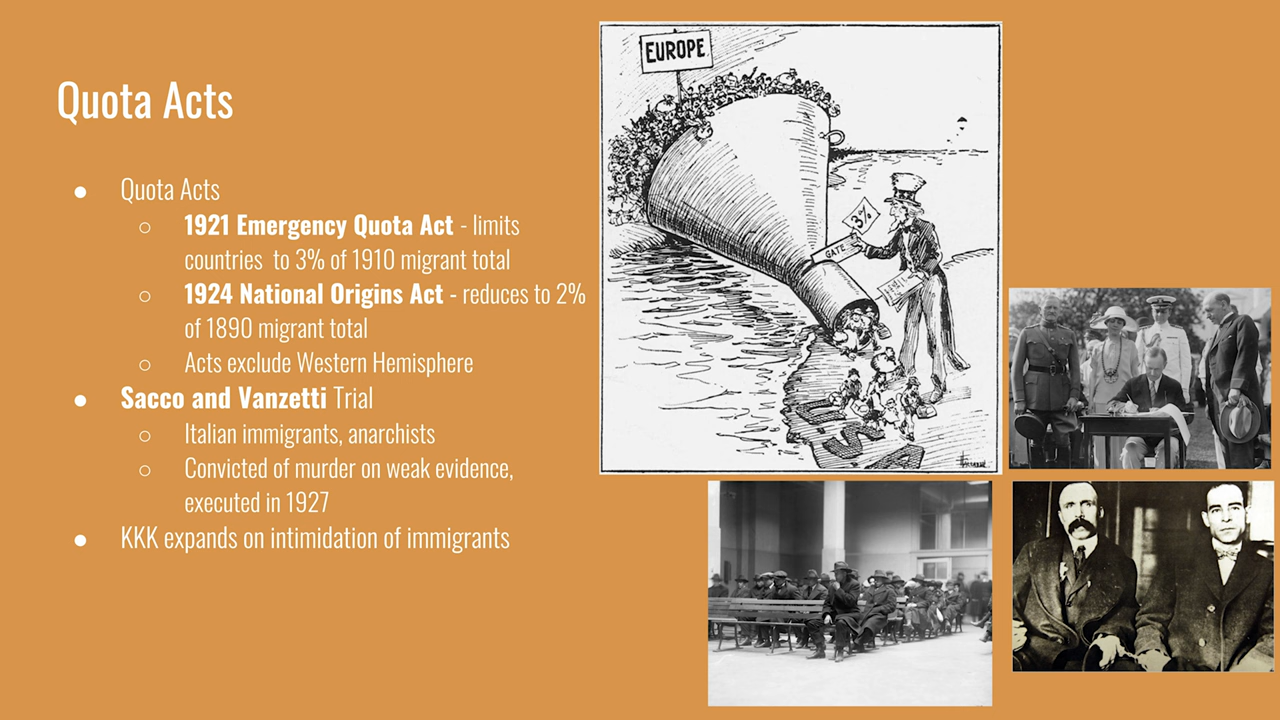 Quota Acts
● Quota Acts
○ 1921 Emergency Quota Act - limits
countries to 3% of 1910 migrant total
○ 1924 National Origins Act - reduces to 2%
of 1890 migrant total
○ Acts exclude Western Hemisphere
● Sacco and Vanzetti Trial
○ Italian immigrants, anarchists
○ Convicted of murder on weak evidence,
executed in 1927
● KKK expands on intimidation of immigrants
EUROPE
3%
GATE
USA